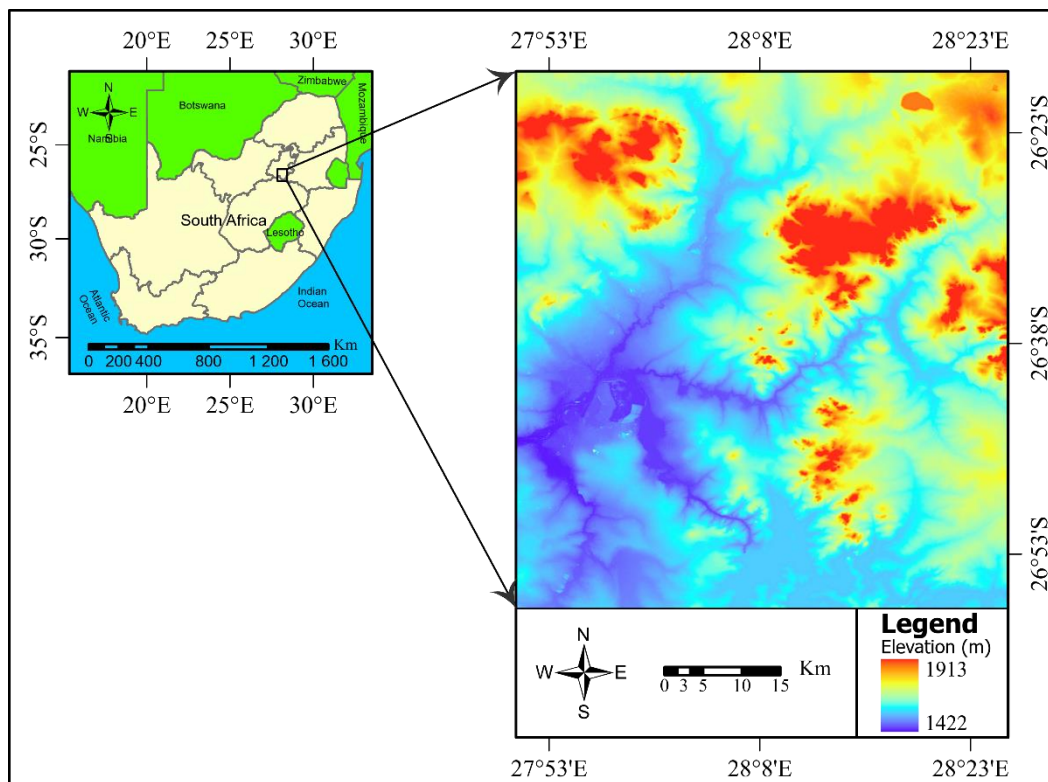 20°E 25°E 30°E
27°53'E 28°8'E 28°23'E
Zimbabwe
Botswana
Mozambique
N
W E
S
Namibia
25°S
30°S
35°S
South Africa
Lesotho
Indian
Ocean
Atlantic
Ocean
Km
0 200 400 800 1 200 1 600
20°E 25°E 30°E
26°23'S
26°38'S
26°53'S
N
W E
S
Km
0 3 5 10 15
Legend
Elevation (m)
1913
1422
27°53'E 28°8'E 28°23'E